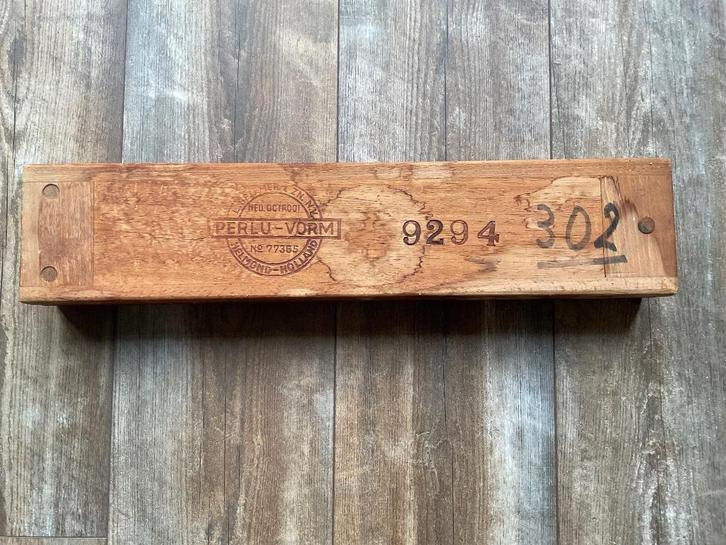 NED. OCTROOI
PERLU-VORM
No 77365
HELMOND-HOLLAND
9294
302